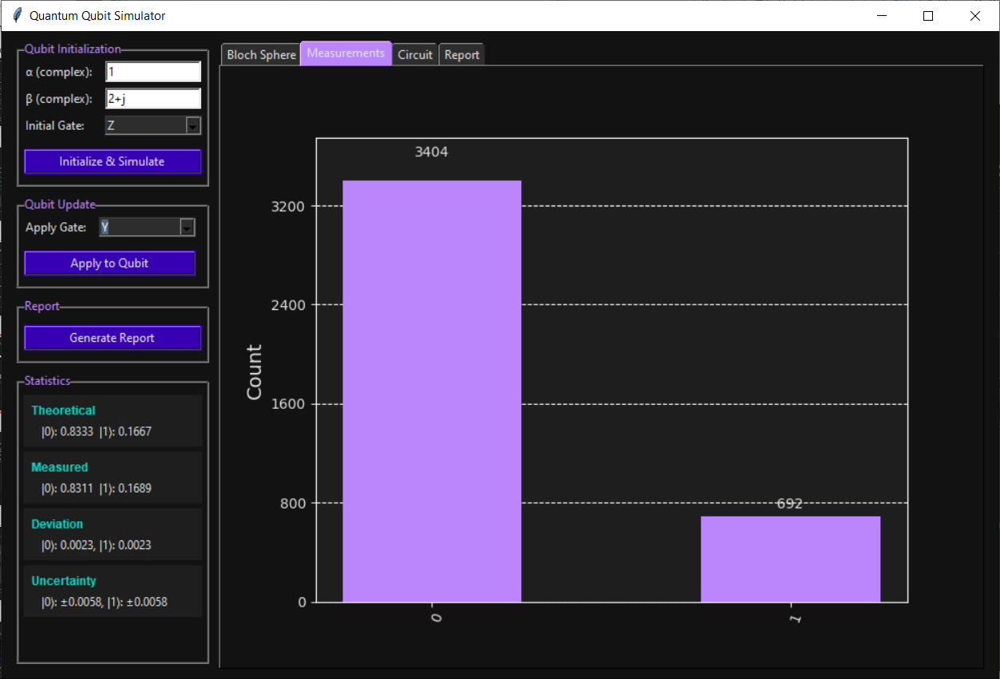 Quantum Qubit Simulator
Qubit Initialization
α (complex): 1
β (complex): 2+j
Initial Gate: Z
Initialize & Simulate
Qubit Update
Apply Gate: Y
Apply to Qubit
Report
Generate Report
Statistics
Theoretical
|0⟩: 0.8333 |1⟩: 0.1667
Measured
|0⟩: 0.8311 |1⟩: 0.1689
Deviation
|0⟩: 0.0023, |1⟩: 0.0023
Uncertainty
|0⟩: ±0.0058, |1⟩: ±0.0058
Bloch Sphere Measurements Circuit Report
3404
3200
2400
Count
1600
800
692
0
0 1